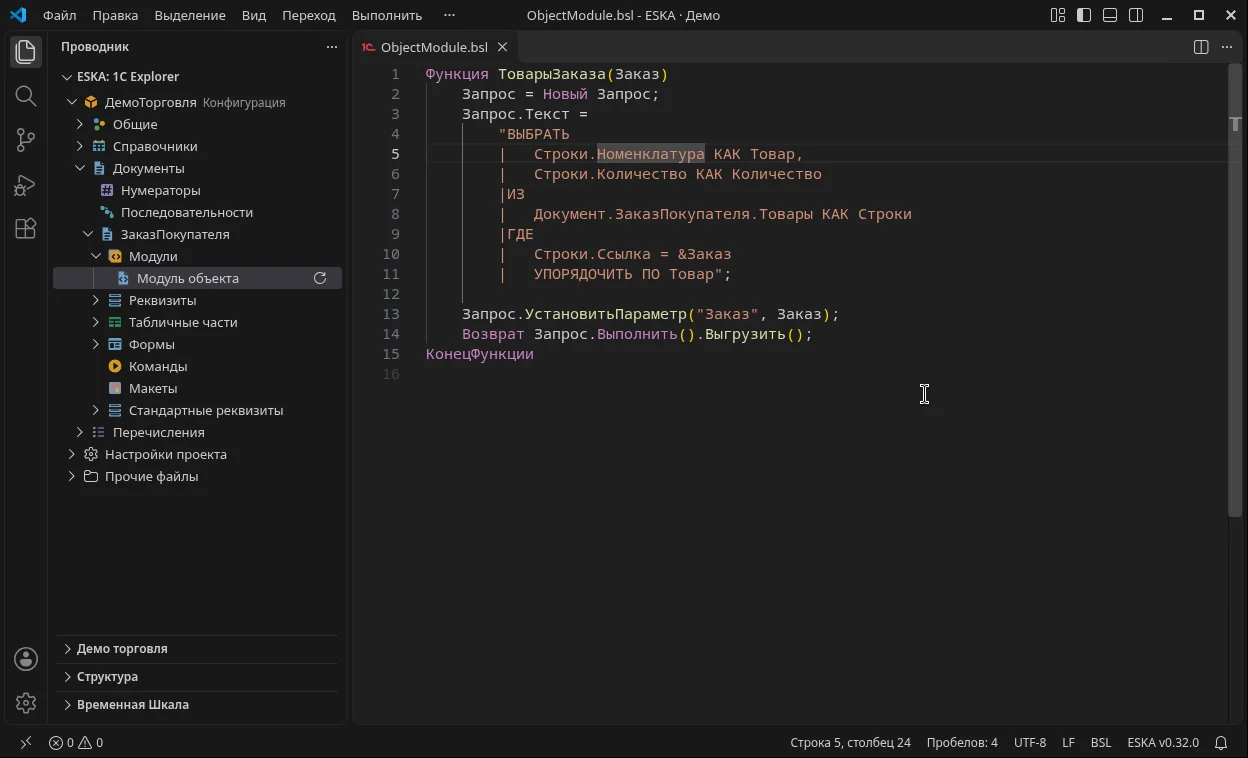 Файл Правка Выделение Вид Переход Выполнить ··· ObjectModule.bsl - ESKA · Демо
Проводник ···
ESKA: 1C Explorer
ДемоТорговля Конфигурация
Общие
Справочники
Документы
Нумераторы
Последовательности
ЗаказПокупателя
Модули
Модуль объекта
Реквизиты
Табличные части
Формы
Команды
Макеты
Стандартные реквизиты
Перечисления
Настройки проекта
Прочие файлы
Демо торговля
Структура
Временная Шкала
1C ObjectModule.bsl ···
1 Функция ТоварыЗаказа(Заказ)
2 Запрос = Новый Запрос;
3 Запрос.Текст =
4 "ВЫБРАТЬ
5 | Строки.Номенклатура КАК Товар,
6 | Строки.Количество КАК Количество
7 |ИЗ
8 | Документ.ЗаказПокупателя.Товары КАК Строки
9 |ГДЕ
10 | Строки.Ссылка = &Заказ
11 | УПОРЯДОЧИТЬ ПО Товар";
12
13 Запрос.УстановитьПараметр("Заказ", Заказ);
14 Возврат Запрос.Выполнить().Выгрузить();
15 КонецФункции
16
0 0 Строка 5, столбец 24 Пробелов: 4 UTF-8 LF BSL ESKA v0.32.0